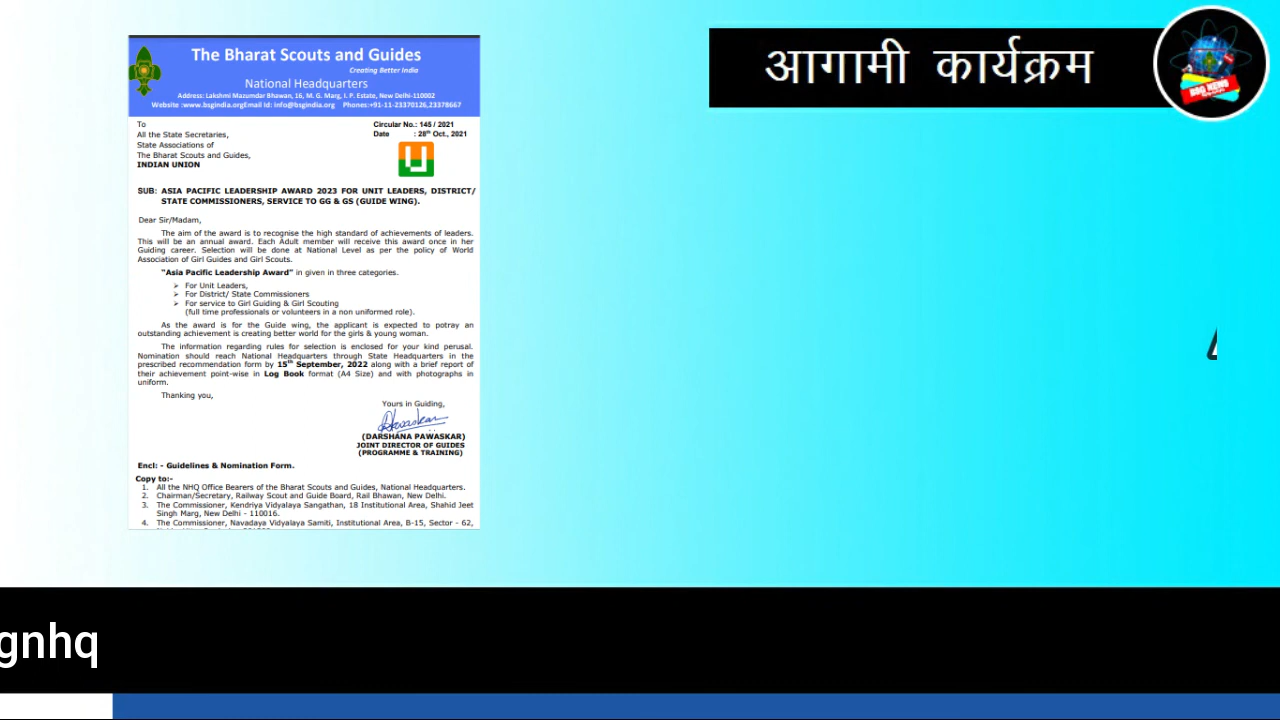 The Bharat Scouts and Guides
Creating Better India
National Headquarters
Address: Lakshmi Mazumdar Bhawan, 16, M. G. Marg, I. P. Estate, New Delhi-110002
Website :www.bsgindia.orgEmail Id: info@bsgindia.org Phones:+91-11-23370126,23378667
To
All the State Secretaries,
State Associations of
The Bharat Scouts and Guides,
INDIAN UNION
Circular No.: 145 / 2021
Date : 28th Oct., 2021
SUB: ASIA PACIFIC LEADERSHIP AWARD 2023 FOR UNIT LEADERS, DISTRICT/
STATE COMMISSIONERS, SERVICE TO GG & GS (GUIDE WING).
Dear Sir/Madam,
The aim of the award is to recognise the high standard of achievements of leaders.
This will be an annual award. Each Adult member will receive this award once in her
Guiding career. Selection will be done at National Level as per the policy of World
Association of Girl Guides and Girl Scouts.
"Asia Pacific Leadership Award" in given in three categories.
➢ For Unit Leaders,
➢ For District/ State Commissioners
➢ For service to Girl Guiding & Girl Scouting
(full time professionals or volunteers in a non uniformed role).
As the award is for the Guide wing, the applicant is expected to potray an
outstanding achievement is creating better world for the girls & young woman.
The information regarding rules for selection is enclosed for your kind perusal.
Nomination should reach National Headquarters through State Headquarters in the
prescribed recommendation form by 15th September, 2022 along with a brief report of
their achievement point-wise in Log Book format (A4 Size) and with photographs in
uniform.
Thanking you,
Yours in Guiding,
(DARSHANA PAWASKAR)
JOINT DIRECTOR OF GUIDES
(PROGRAMME & TRAINING)
Encl: - Guidelines & Nomination Form.
Copy to:-
1. All the NHQ Office Bearers of the Bharat Scouts and Guides, National Headquarters.
2. Chairman/Secretary, Railway Scout and Guide Board, Rail Bhawan, New Delhi.
3. The Commissioner, Kendriya Vidyalaya Sangathan, 18 Institutional Area, Shahid Jeet
Singh Marg, New Delhi - 110016.
4. The Commissioner, Navadaya Vidyalaya Samiti, Institutional Area, B-15, Sector - 62,
आगामी कार्यक्रम
BSG NEWS
gnhq